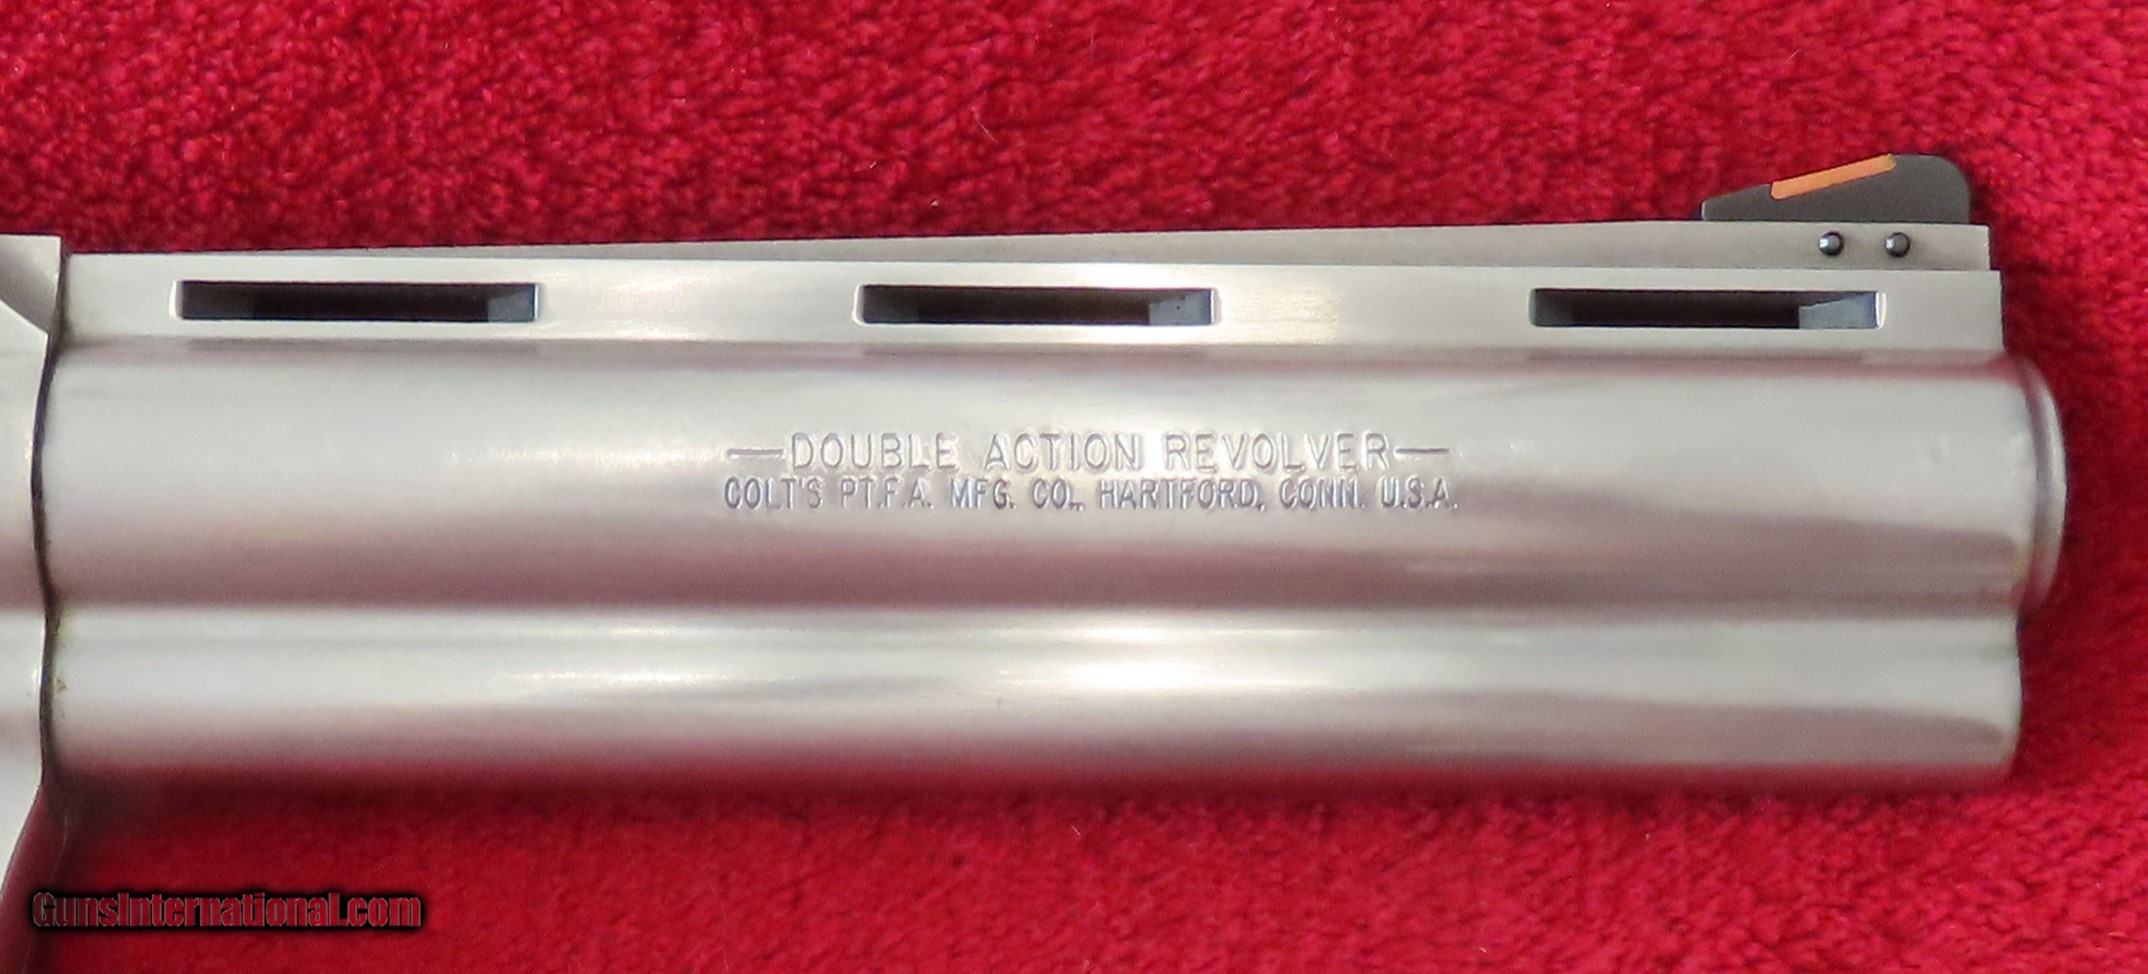 —DOUBLE ACTION REVOLVER—
COLT'S PT.F.A. MFG. CO. HARTFORD, CONN. U.S.A.
GunsInternational.com